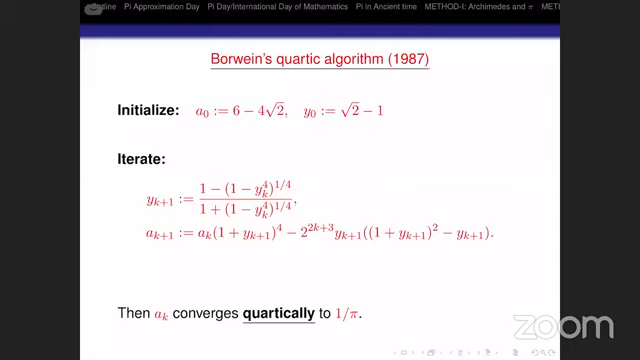 Outline Pi Approximation Day Pi Day/International Day of Mathematics Pi in Ancient time METHOD-I: Archimedes and π
Borwein's quartic algorithm (1987)
Initialize: a₀ := 6 − 4√2, y₀ := √2 − 1
Iterate:
yₖ₊₁ := (1 − (1 − yₖ⁴)^{1/4}) / (1 + (1 − yₖ⁴)^{1/4}),
aₖ₊₁ := aₖ(1 + yₖ₊₁)⁴ − 2^{2k+3}yₖ₊₁((1 + yₖ₊₁)² − yₖ₊₁).
Then aₖ converges quartically to 1/π.
zoom